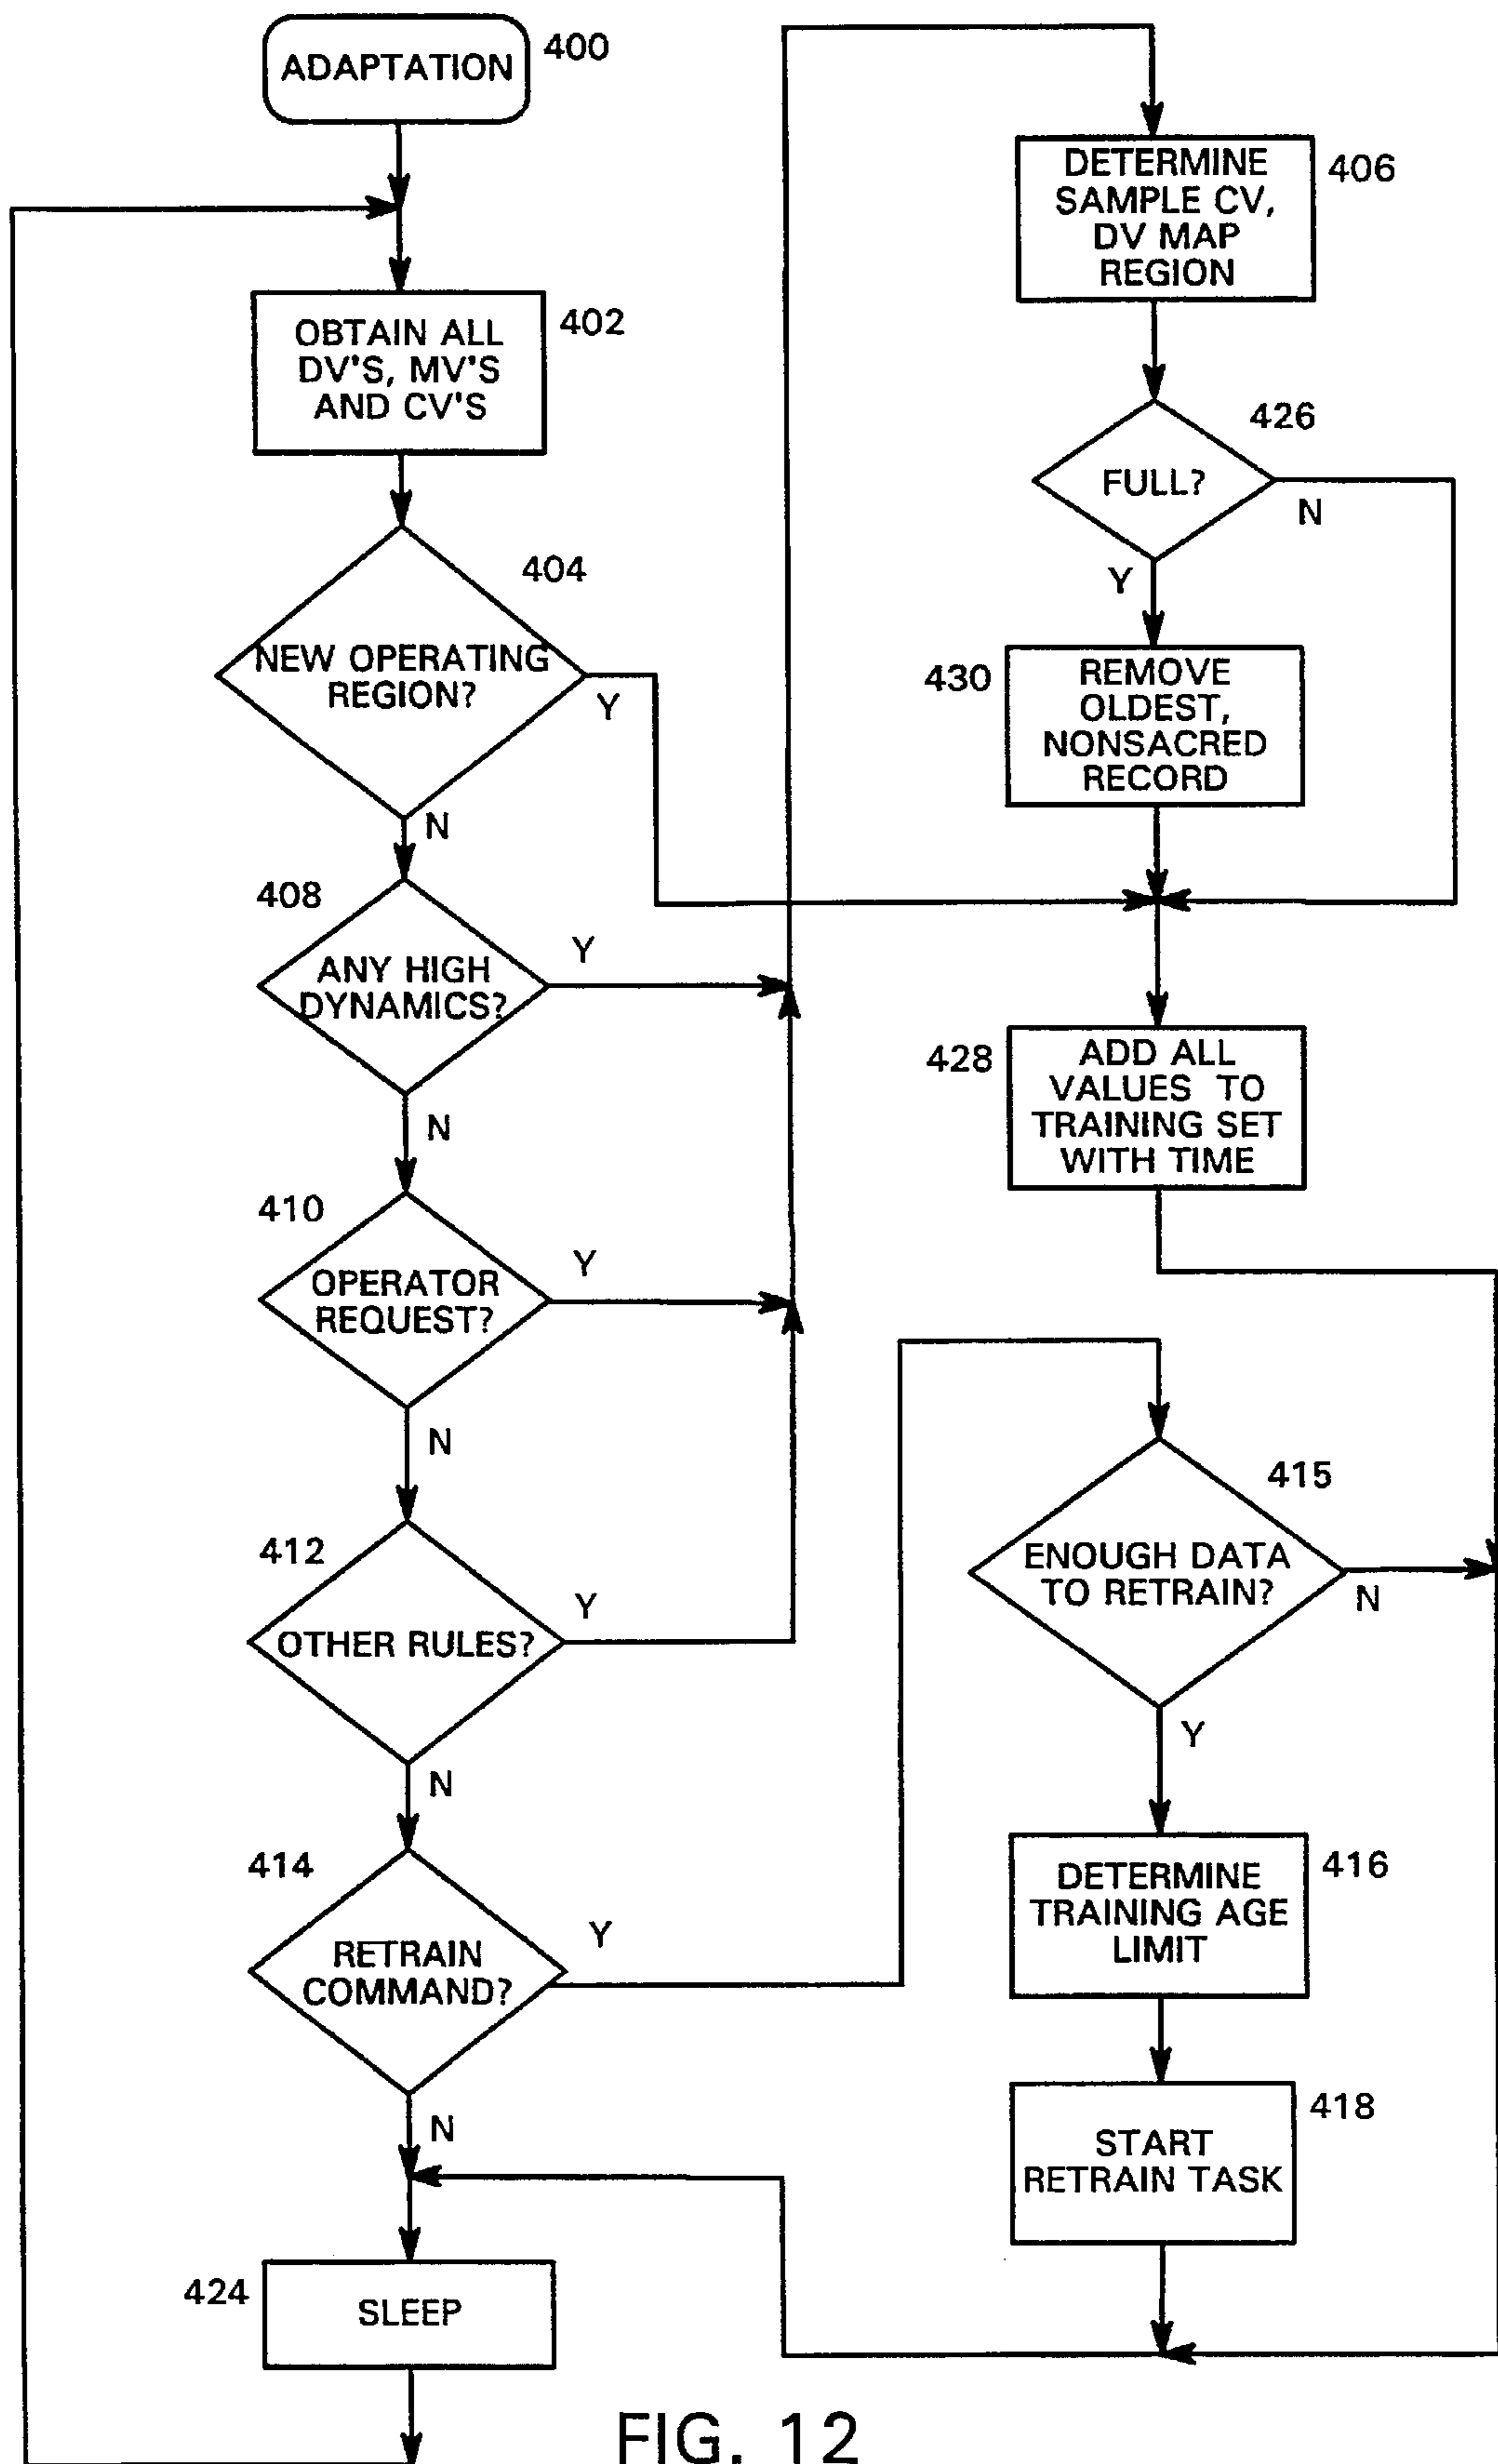 ADAPTATION
400
OBTAIN ALL
DV'S, MV'S
AND CV'S
402
404
NEW OPERATING
REGION?
Y
N
408
ANY HIGH
DYNAMICS?
Y
N
410
OPERATOR
REQUEST?
Y
N
412
OTHER RULES?
Y
N
414
RETRAIN
COMMAND?
Y
N
424
SLEEP
DETERMINE
SAMPLE CV,
DV MAP
REGION
406
426
FULL?
N
Y
430
REMOVE
OLDEST,
NONSACRED
RECORD
428
ADD ALL
VALUES TO
TRAINING SET
WITH TIME
415
ENOUGH DATA
TO RETRAIN?
N
Y
DETERMINE
TRAINING AGE
LIMIT
416
418
START
RETRAIN TASK
FIG. 12